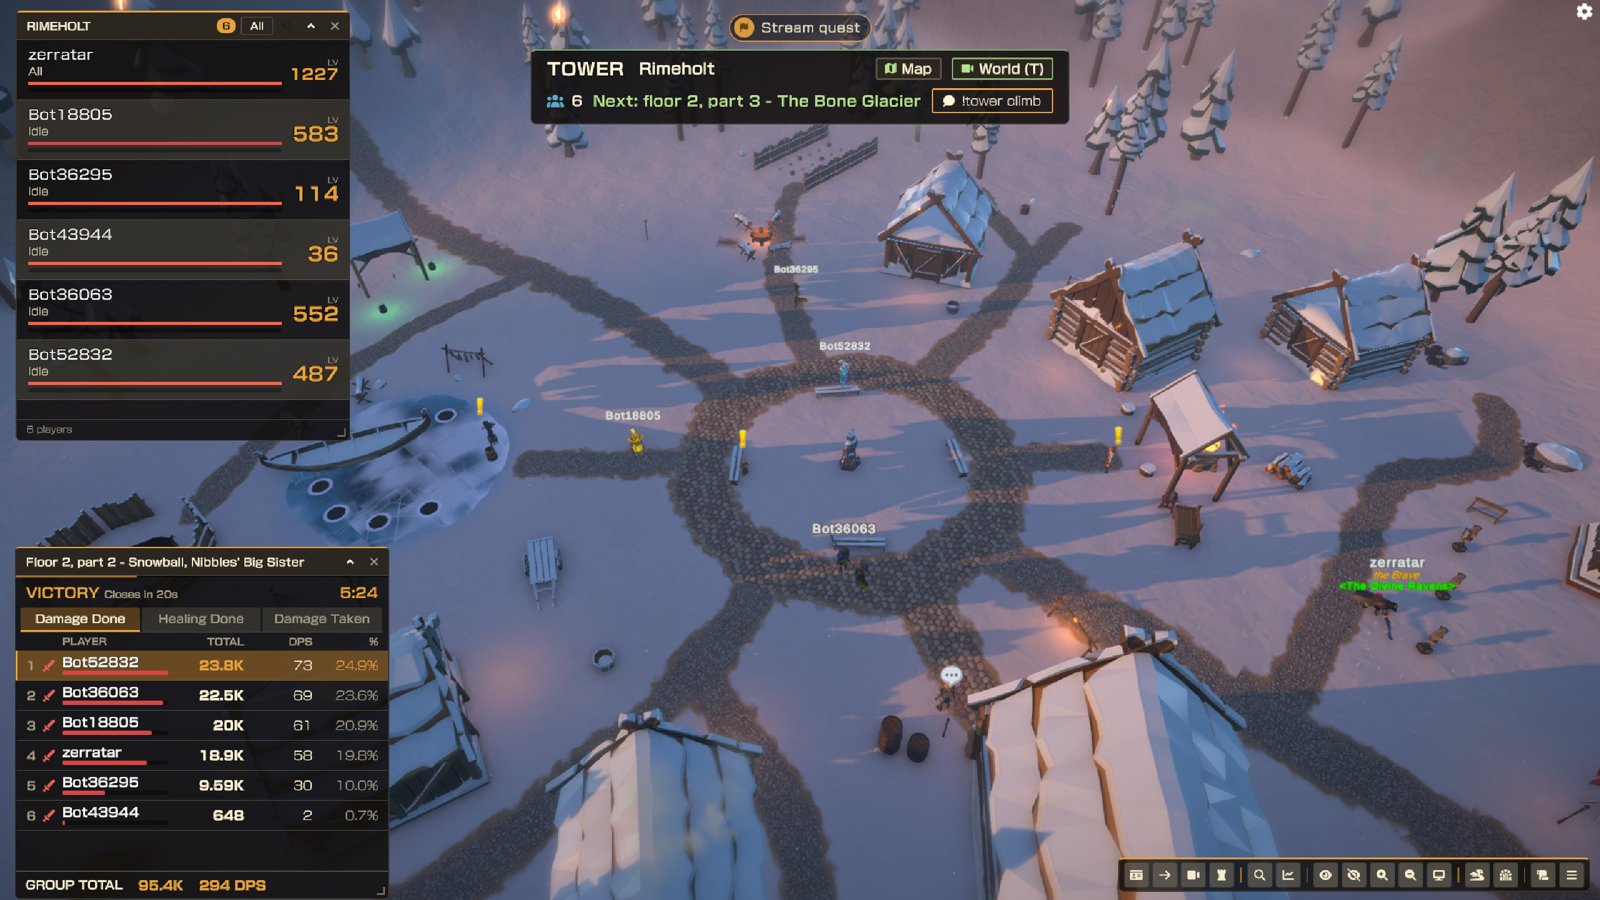 RIMEHOLT 6 All
zerratar
All
LV
1227
Bot18805
Idle
LV
583
Bot36295
Idle
LV
114
Bot43944
Idle
LV
36
Bot36063
Idle
LV
552
Bot52832
Idle
LV
487
6 players
Stream quest
TOWER Rimeholt Map World (T)
6 Next: floor 2, part 3 - The Bone Glacier !tower climb
Bot36295
Bot52832
Bot18805
Bot36063
zerratar
the Brave
<The Divine Ravens>
Floor 2, part 2 - Snowball, Nibbles' Big Sister
VICTORY Closes in 20s 5:24
Damage Done Healing Done Damage Taken
PLAYER TOTAL DPS %
1 Bot52832 23.8K 73 24.9%
2 Bot36063 22.5K 69 23.6%
3 Bot18805 20K 61 20.9%
4 zerratar 18.9K 58 19.8%
5 Bot36295 9.59K 30 10.0%
6 Bot43944 648 2 0.7%
GROUP TOTAL 95.4K 294 DPS